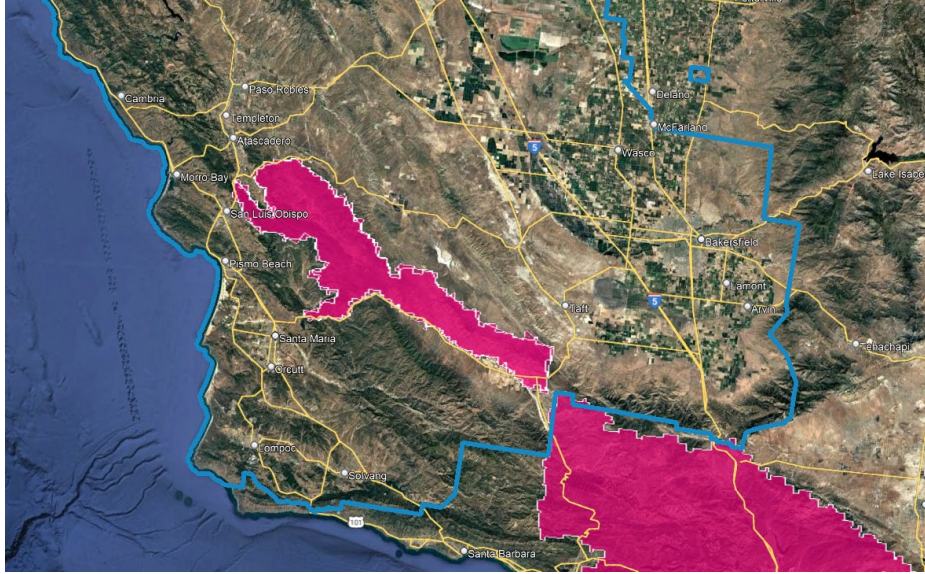 Cambria
Paso Robles
Templeton
Atascadero
Morro Bay
San Luis Obispo
Pismo Beach
Santa Maria
Orcutt
Lompoc
Solvang
101
Santa Barbara
Delano
McFarland
5
Wasco
Lake Isabe
Bakersfield
Lamont
5
Arvin
Taft
Tehachapi